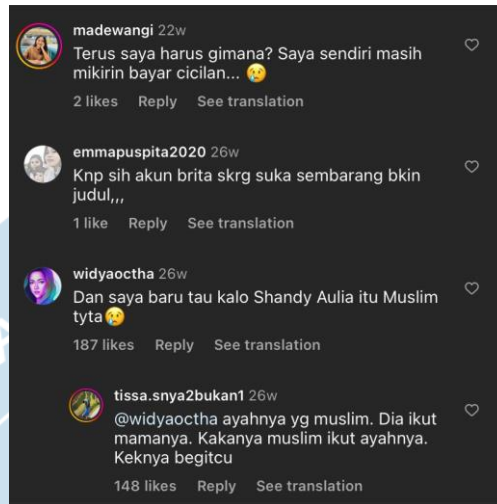 madewangi 22w
Terus saya harus gimana? Saya sendiri masih
mikirin bayar cicilan... 😢
2 likes Reply See translation
emmapuspita2020 26w
Knp sih akun brita skrg suka sembarang bkin
judul,,,
1 like Reply See translation
widyaoctha 26w
Dan saya baru tau kalo Shandy Aulia itu Muslim
tyta😢
187 likes Reply See translation
tissa.snya2bukan1 26w
@widyaoctha ayahnya yg muslim. Dia ikut
mamanya. Kakanya muslim ikut ayahnya.
Keknya begitcu
148 likes Reply See translation